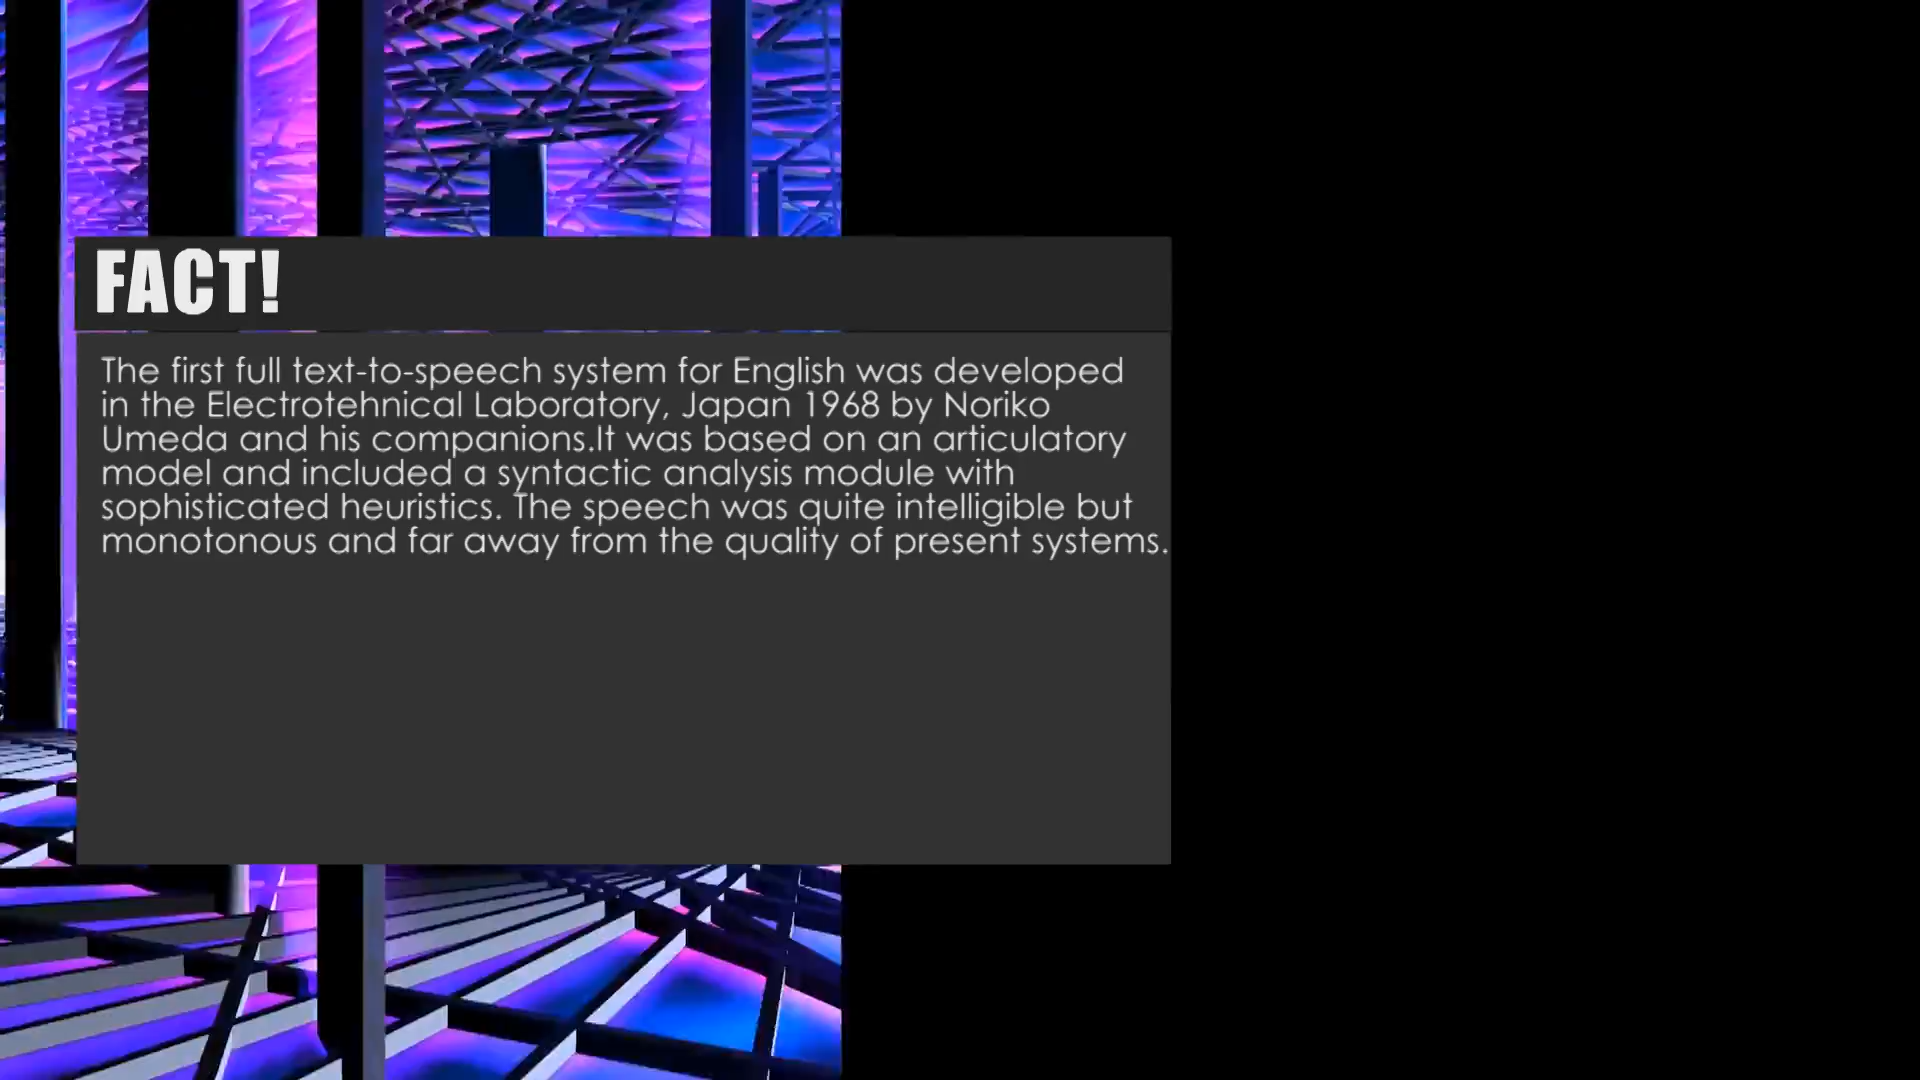 FACT!
The first full text-to-speech system for English was developed
in the Electrotehnical Laboratory, Japan 1968 by Noriko
Umeda and his companions.It was based on an articulatory
model and included a syntactic analysis module with
sophisticated heuristics. The speech was quite intelligible but
monotonous and far away from the quality of present systems.